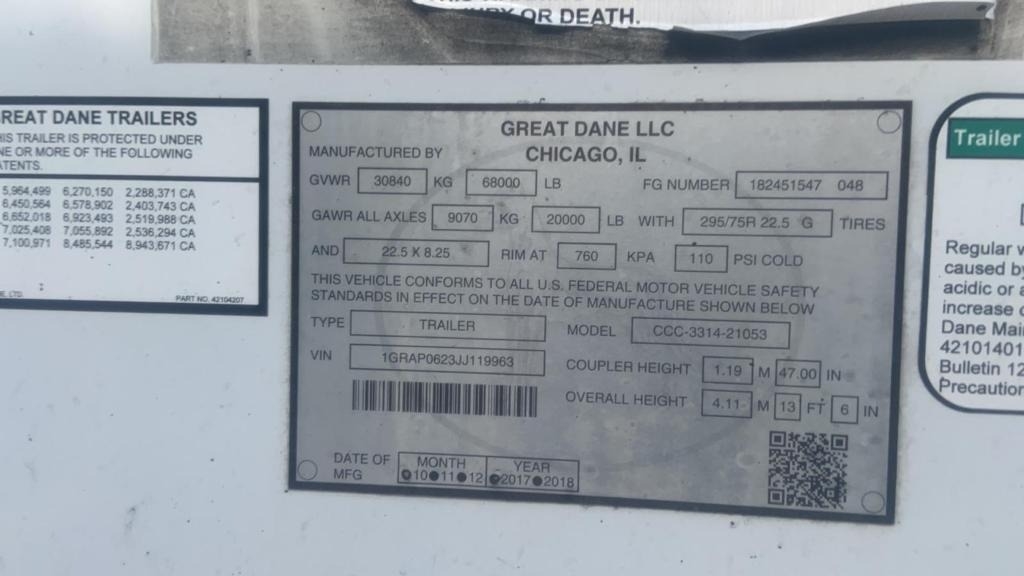 OR DEATH.
GREAT DANE TRAILERS
TRAILER IS PROTECTED UNDER
OR MORE OF THE FOLLOWING
5,964,499 6,270,150 2,288,371 CA
6,450,564 6,578,902 2,403,743 CA
6,652,018 6,923,493 2,519,988 CA
7,025,408 7,055,892 2,536,294 CA
7,100,971 8,485,544 8,943,671 CA
LTD.
PART NO. 42104207
GREAT DANE LLC
MANUFACTURED BY CHICAGO, IL
GVWR 30840 KG 68000 LB FG NUMBER 182451547 048
GAWR ALL AXLES 9070 KG 20000 LB WITH 295/75R 22.5 G TIRES
AND 22.5 X 8.25 RIM AT 760 KPA 110 PSI COLD
THIS VEHICLE CONFORMS TO ALL U.S. FEDERAL MOTOR VEHICLE SAFETY
STANDARDS IN EFFECT ON THE DATE OF MANUFACTURE SHOWN BELOW
TYPE TRAILER MODEL CCC-3314-21053
VIN 1GRAP0623JJ119963 COUPLER HEIGHT 1.19 M 47.00 IN
OVERALL HEIGHT 4.11 M 13 FT 6 IN
DATE OF MFG MONTH YEAR
10 11 12 2017 2018
Trailer
Regular
caused by
acidic or
increase
Dane
42101401
Bulletin 12
Precaution